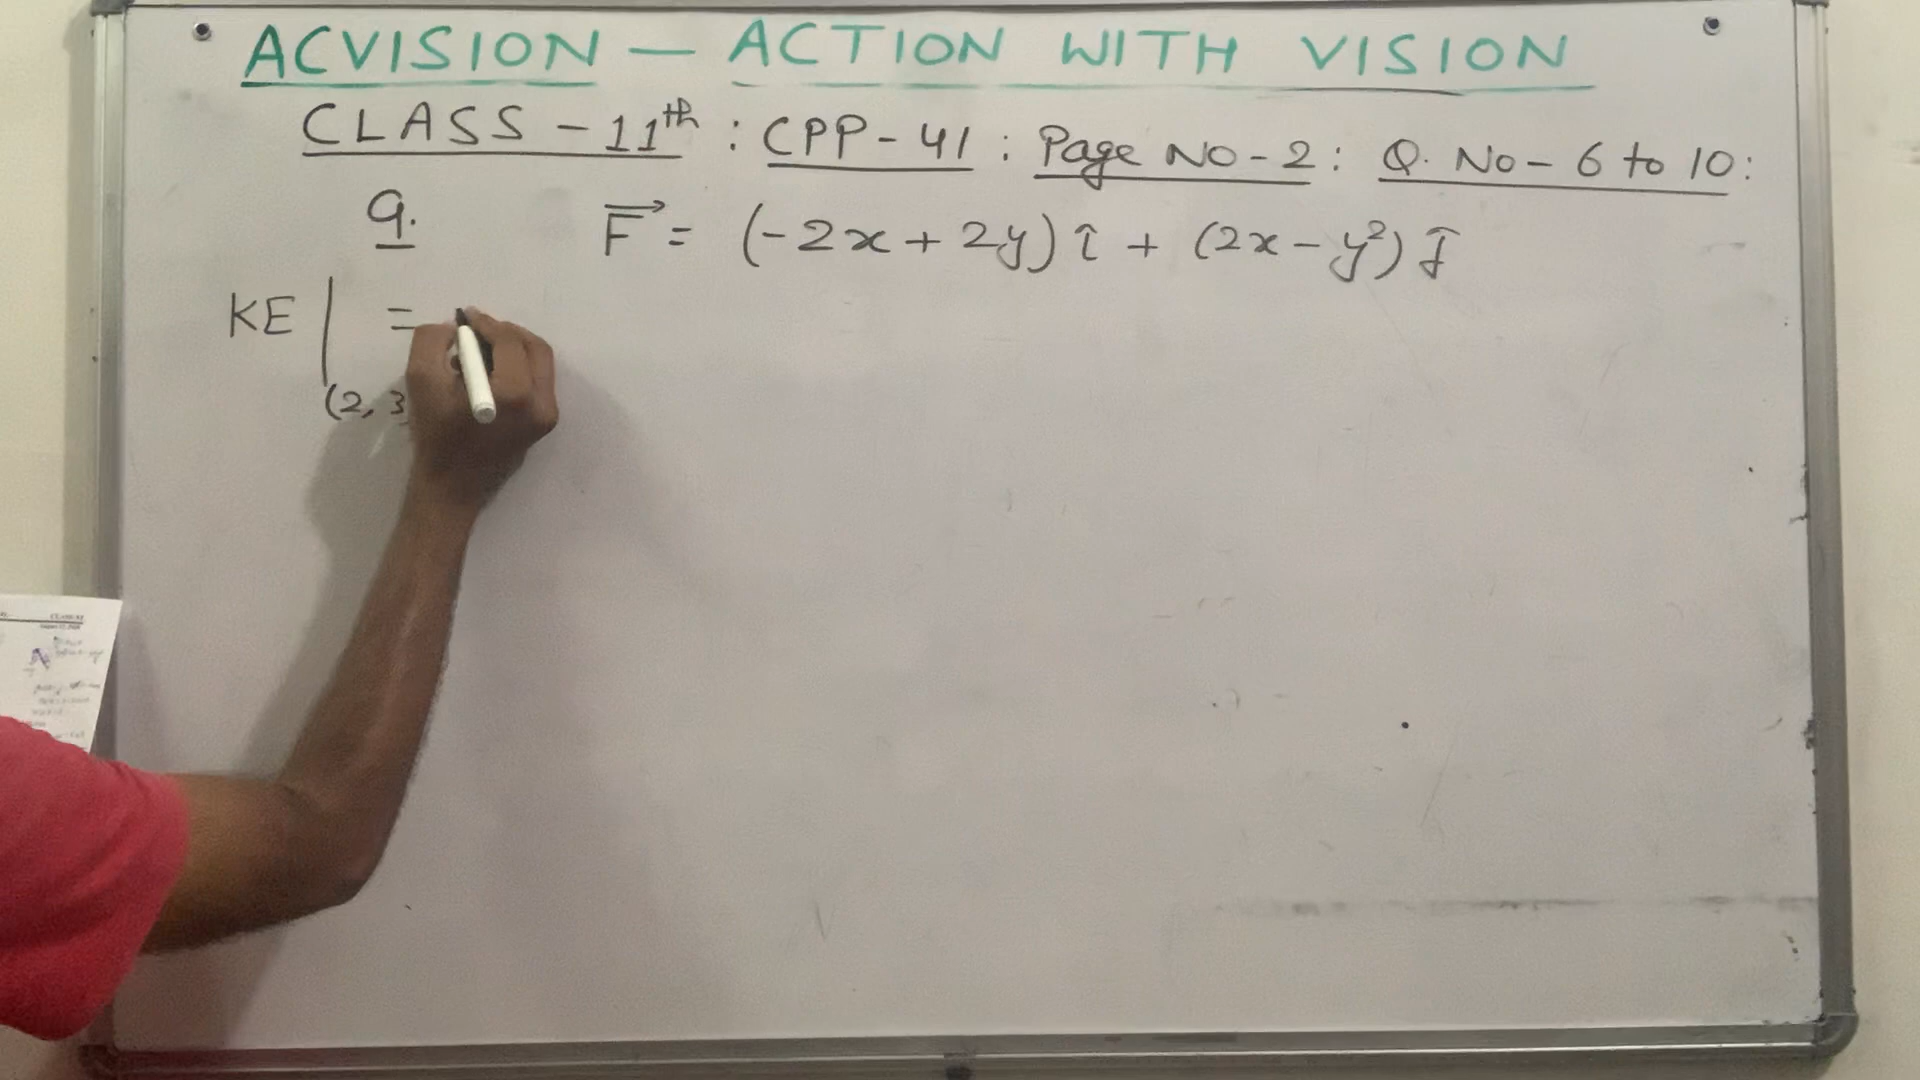 ACVISION — ACTION WITH VISION
CLASS - 11th : CPP - 41 : Page No - 2 : Q. No - 6 to 10 :
9. F⃗ = (-2x + 2y) î + (2x - y²) ĵ
KE | =
(2, 3